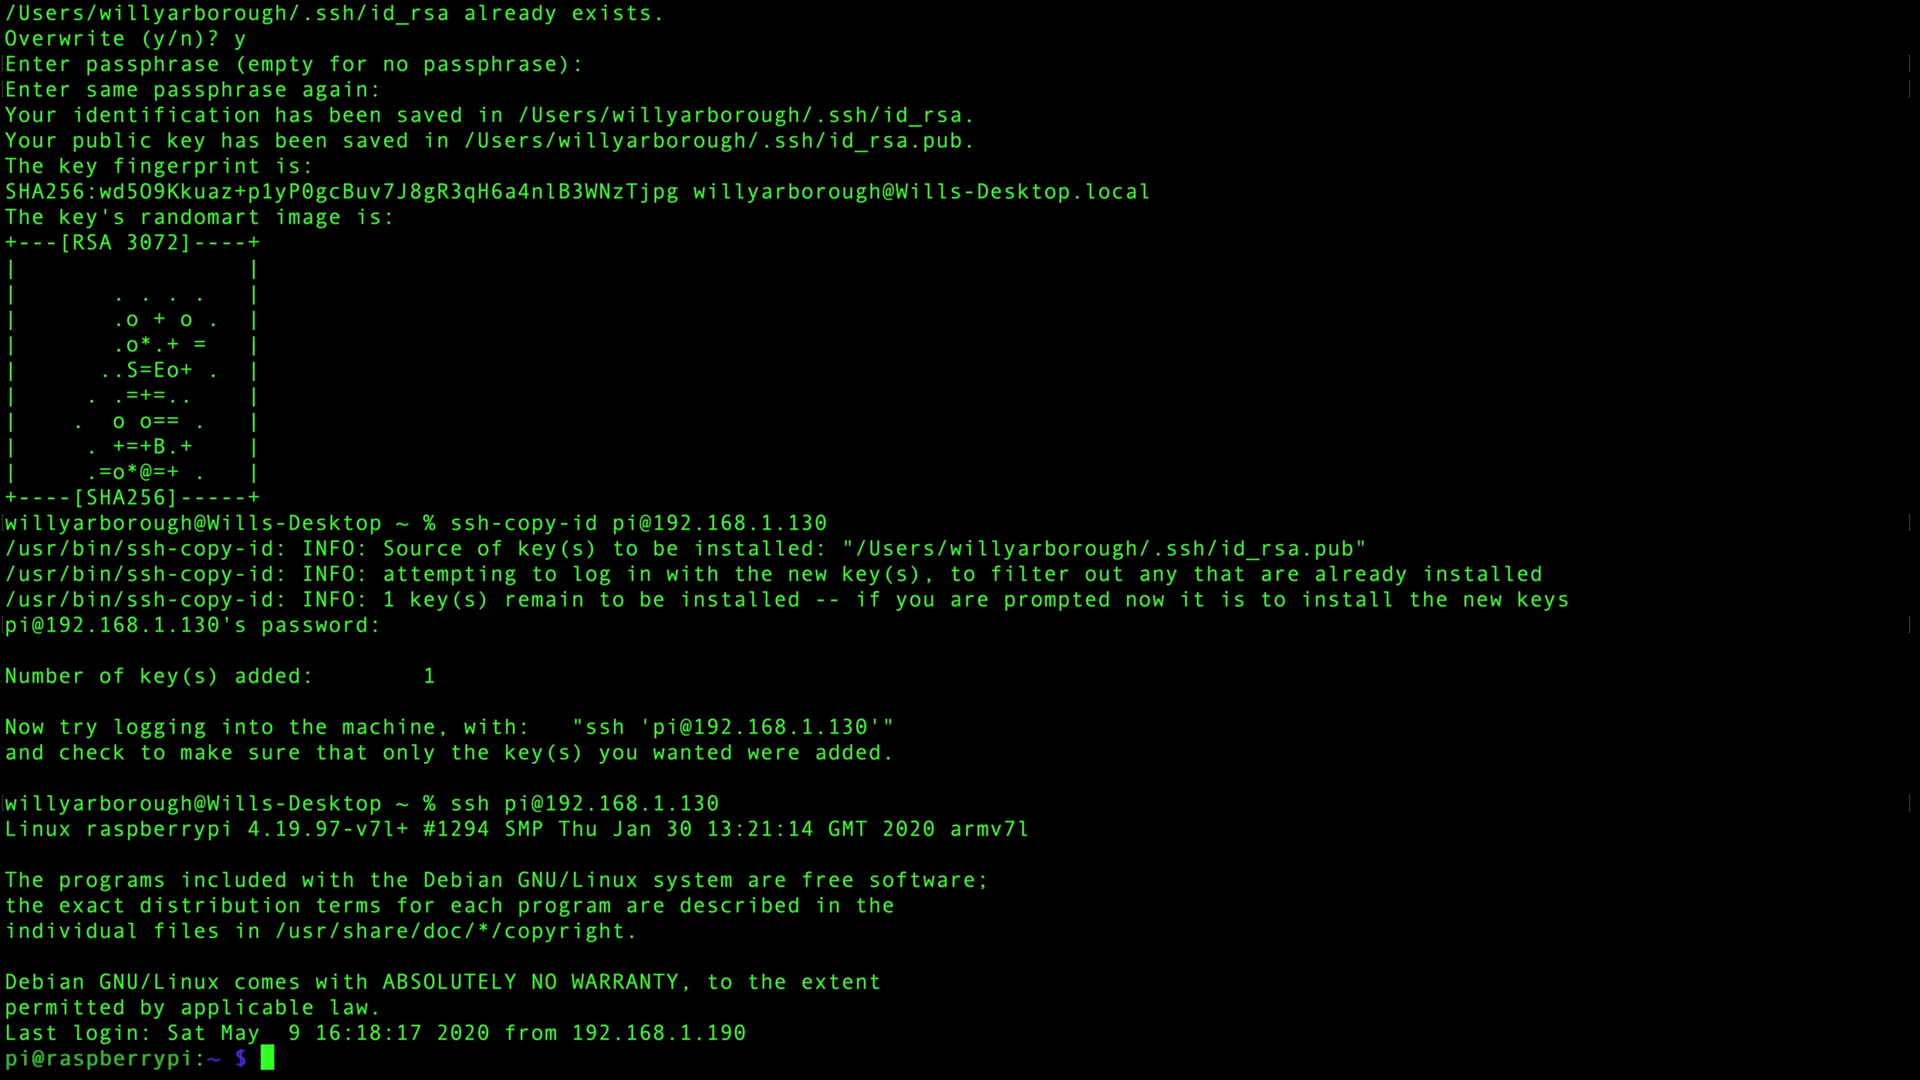 /Users/willyarborough/.ssh/id_rsa already exists.
Overwrite (y/n)? y
Enter passphrase (empty for no passphrase):
Enter same passphrase again:
Your identification has been saved in /Users/willyarborough/.ssh/id_rsa.
Your public key has been saved in /Users/willyarborough/.ssh/id_rsa.pub.
The key fingerprint is:
SHA256:wd5O9Kkuaz+p1yP0gcBuv7J8gR3qH6a4nlB3WNzTjpg willyarborough@Wills-Desktop.local
The key's randomart image is:
+---[RSA 3072]----+
|                 |
|       . . . .   |
|       .o + o .  |
|       .o*.+ =   |
|      ..S=Eo+ .  |
|     . .=+=..    |
|    .  o o== .   |
|     . +=+B.+    |
|     .=o*@=+ .   |
+----[SHA256]-----+
willyarborough@Wills-Desktop ~ % ssh-copy-id pi@192.168.1.130
/usr/bin/ssh-copy-id: INFO: Source of key(s) to be installed: "/Users/willyarborough/.ssh/id_rsa.pub"
/usr/bin/ssh-copy-id: INFO: attempting to log in with the new key(s), to filter out any that are already installed
/usr/bin/ssh-copy-id: INFO: 1 key(s) remain to be installed -- if you are prompted now it is to install the new keys
pi@192.168.1.130's password:
Number of key(s) added:        1
Now try logging into the machine, with:   "ssh 'pi@192.168.1.130'"
and check to make sure that only the key(s) you wanted were added.
willyarborough@Wills-Desktop ~ % ssh pi@192.168.1.130
Linux raspberrypi 4.19.97-v7l+ #1294 SMP Thu Jan 30 13:21:14 GMT 2020 armv7l
The programs included with the Debian GNU/Linux system are free software;
the exact distribution terms for each program are described in the
individual files in /usr/share/doc/*/copyright.
Debian GNU/Linux comes with ABSOLUTELY NO WARRANTY, to the extent
permitted by applicable law.
Last login: Sat May  9 16:18:17 2020 from 192.168.1.190
pi@raspberrypi:~ $